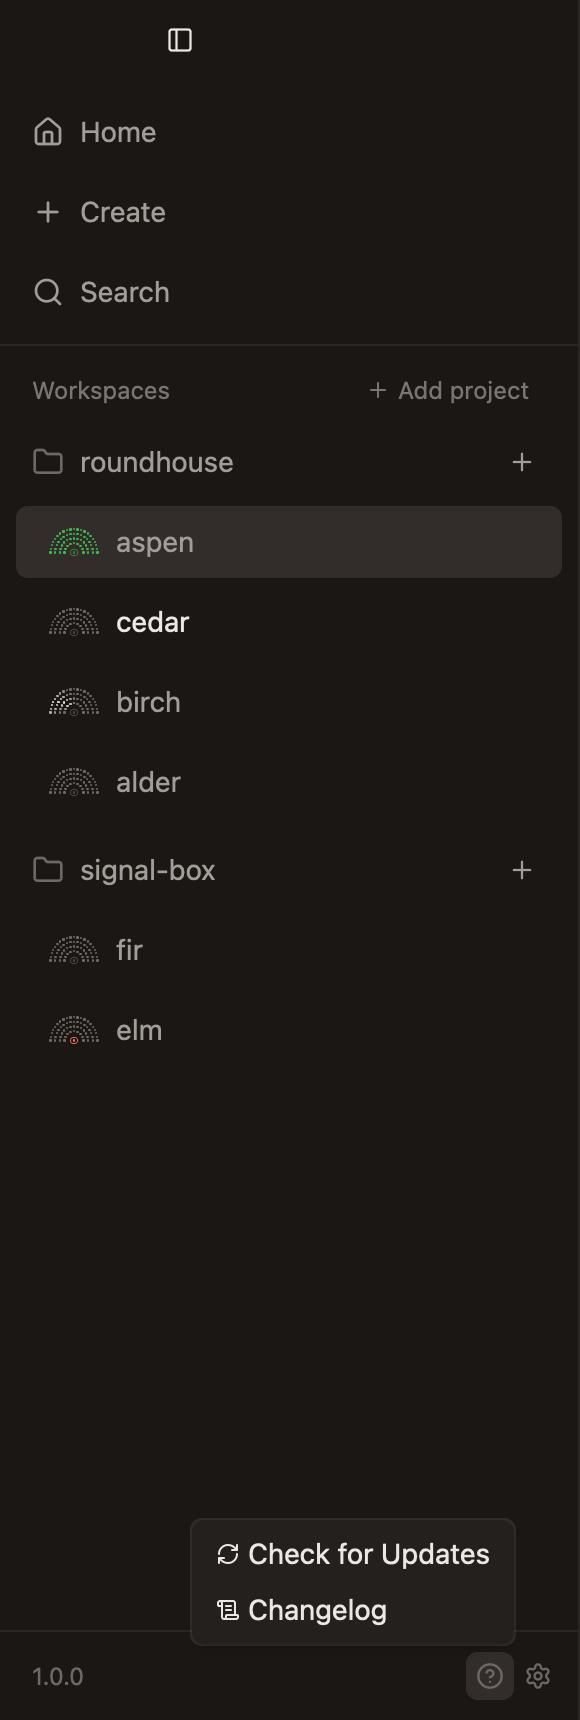 Home
Create
Search
Workspaces
Add project
roundhouse
aspen
cedar
birch
alder
signal-box
fir
elm
Check for Updates
Changelog
1.0.0